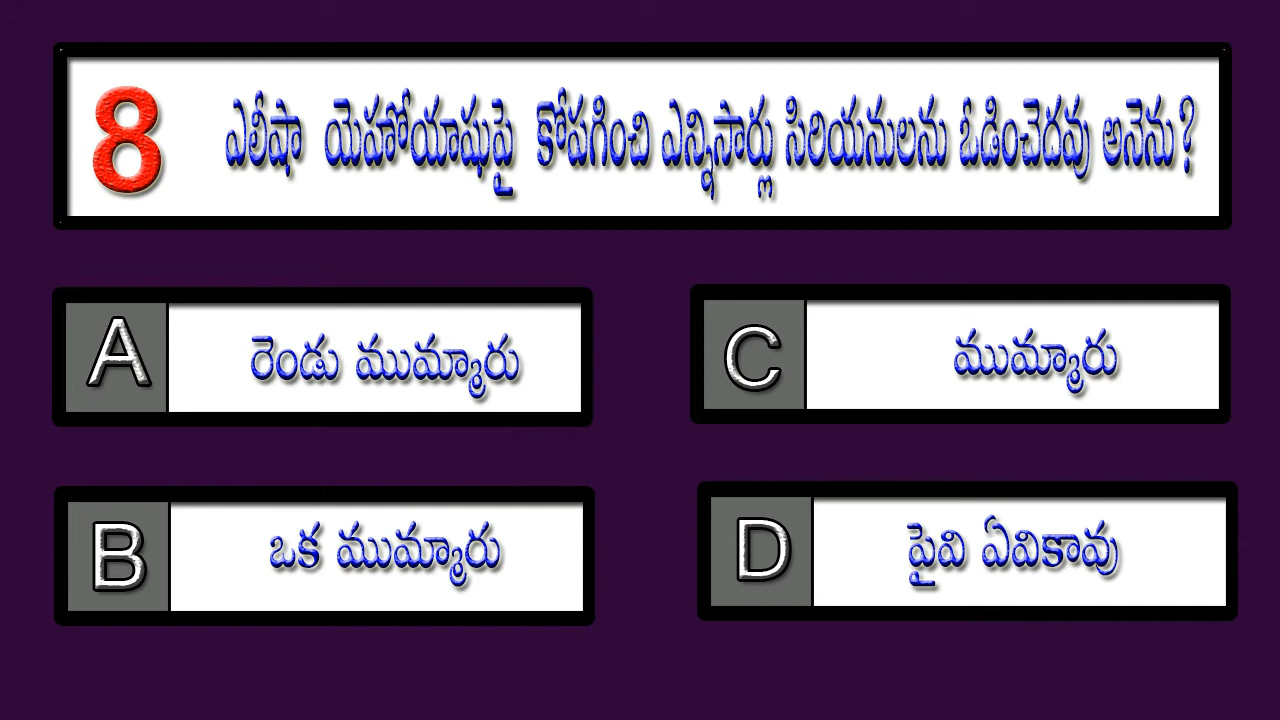 8 ఎలీషా యెహోయాషుపై కోపగించి ఎన్నిసార్లు సిరియనులను ఓడించెదవు అనెను?
A రెండు ముమ్మారు
C ముమ్మారు
B ఒక ముమ్మారు
D పైవి ఏవికావు